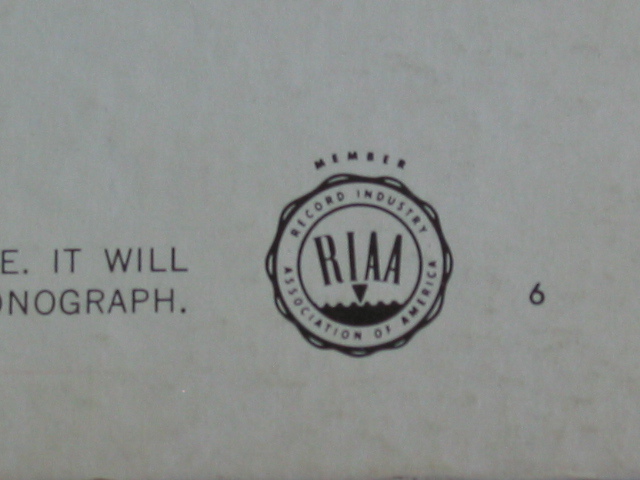 E. IT WILL
ONOGRAPH.
MEMBER
RECORD INDUSTRY
RIAA
ASSOCIATION OF AMERICA
6